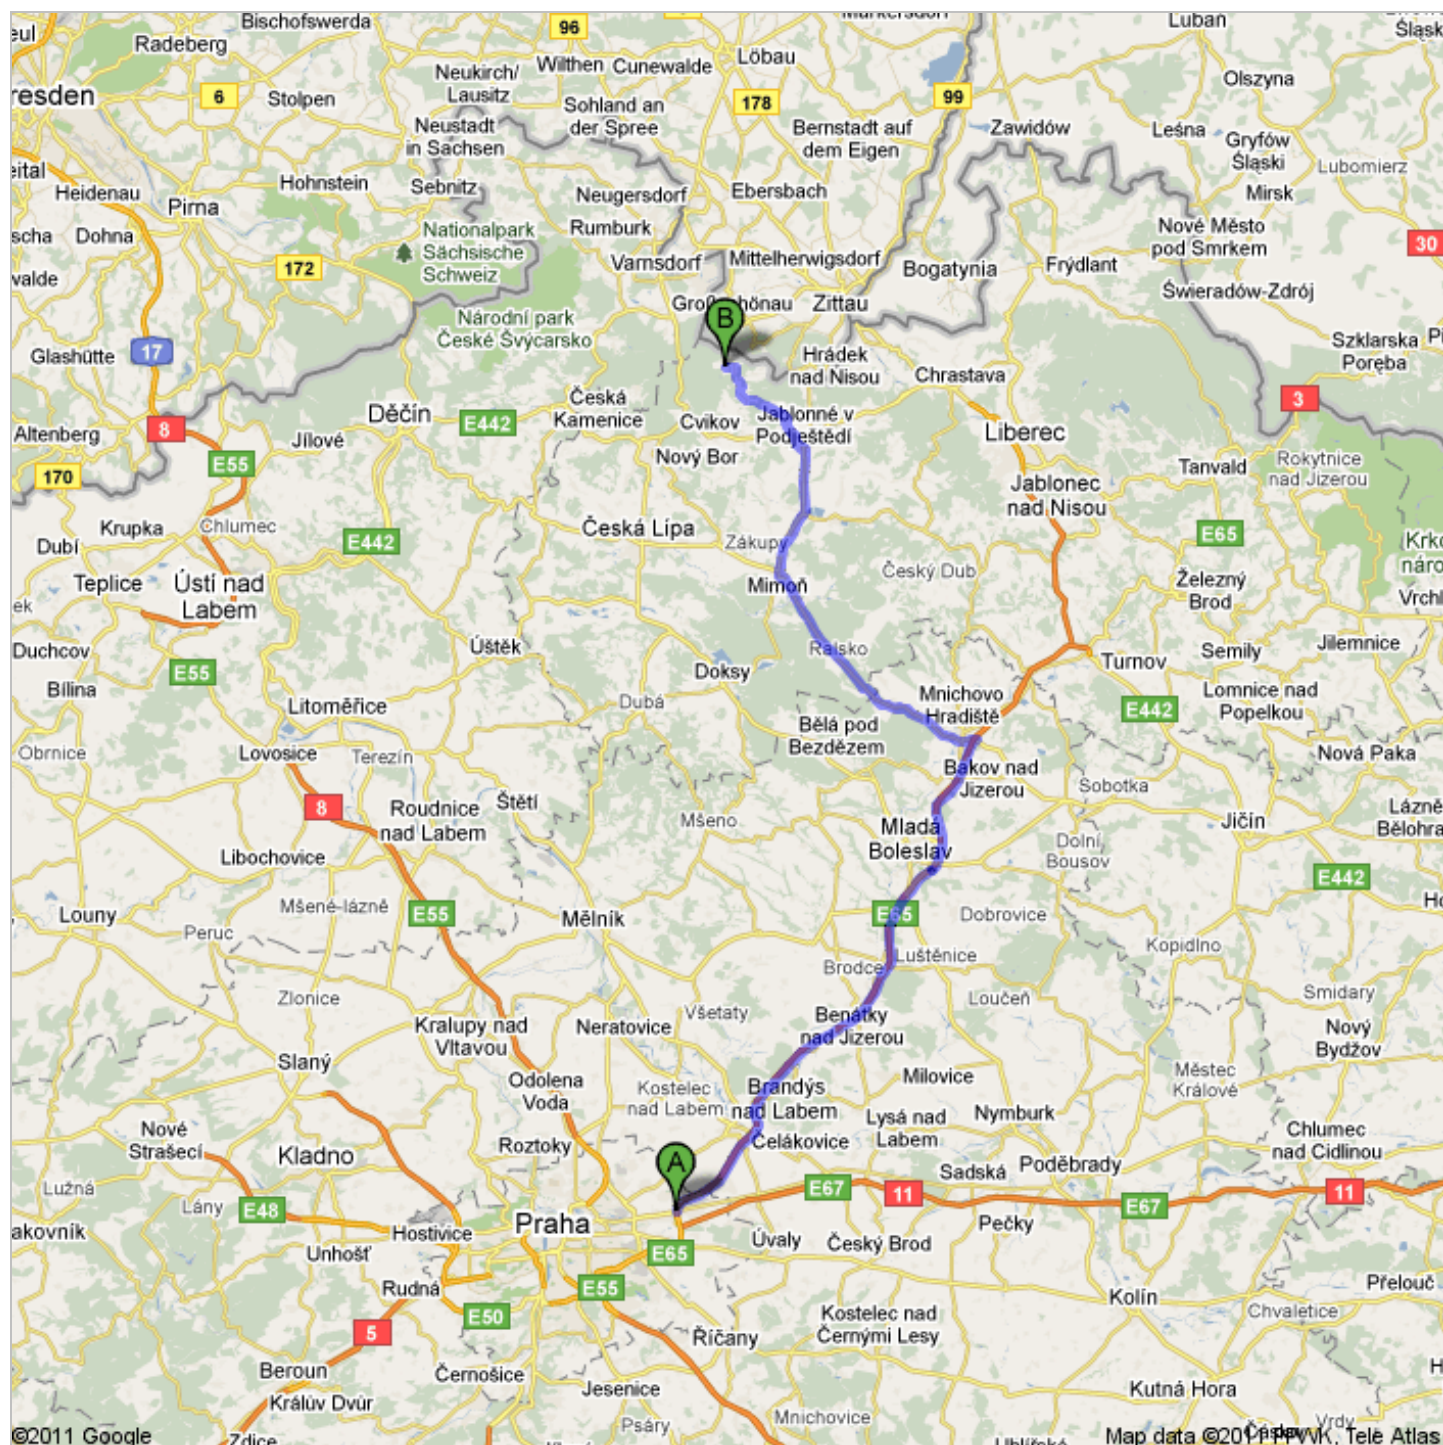 Bischofswerda
96
Markersdorf
Lubań
Radeberg
Wilthen
Cunewalde
Löbau
Neukirch/
Lausitz
Olszyna
6
Stolpen
Sohland an
der Spree
178
99
Neustadt
in Sachsen
Bernstadt auf
dem Eigen
Zawidów
Leśna
Gryfów
Śląski
Lubomierz
Heidenau
Hohnstein
Sebnitz
Neugersdorf
Ebersbach
Mirsk
Pirna
Dohna
Nationalpark
Sächsische
Schweiz
Rumburk
Nové Město
pod Smrkem
30
172
Varnsdorf
Mittelherwigsdorf
Bogatynia
Frýdlant
Świeradów-Zdrój
Großschönau
Zittau
B
Národní park
České Švýcarsko
Glashütte
17
Hrádek
nad Nisou
Chrastava
Szklarska
Poręba
Děčín
E442
Česká
Kamenice
Cvikov
Jablonné v
Podještědí
3
Altenberg
8
Jílové
Liberec
E55
Nový Bor
Tanvald
Rokytnice
nad Jizerou
170
Jablonec
nad Nisou
Krupka
Chlumec
Česká Lípa
Zákupy
E65
Dubí
E442
Teplice
Ústí nad
Labem
Mimoň
Český Dub
Železný
Brod
Duchcov
Úštěk
Ralsko
Semily
Jilemnice
E55
Doksy
Turnov
Bílina
Dubá
Mnichovo
Hradiště
Lomnice nad
Popelkou
Litoměřice
E442
Bělá pod
Bezdězem
Obrnice
Lovosice
Terezín
Nová Paka
Bakov nad
Jizerou
Sobotka
8
Roudnice
nad Labem
Štětí
Mšeno
Mladá
Boleslav
Jičín
Lázně
Bělohra
Libochovice
Dolní
Bousov
E442
Mšené-lázně
Louny
E55
Mělník
E65
Dobrovice
Peruc
Kopidlno
Brodce
Luštěnice
Zlonice
Loučeň
Smidary
Všetaty
Kralupy nad
Vltavou
Neratovice
Benátky
nad Jizerou
Nový
Bydžov
Slaný
Odolena
Voda
Kostelec
nad Labem
Brandýs
nad Labem
Milovice
Městec
Králové
Nové
Strašecí
Lysá nad
Labem
Nymburk
Kladno
Roztoky
Čelákovice
Chlumec
nad Cidlinou
A
Sadská
Poděbrady
Lužná
Lány
E48
E67
11
E67
11
Hostivice
Praha
Pečky
Unhošť
E65
Úvaly
Český Brod
Rudná
E55
Přelouč
E50
Kolín
Chvaletice
5
Říčany
Kostelec nad
Černými Lesy
Beroun
Černošice
Jesenice
Kutná Hora
Králův Dvůr
Psáry
Mnichovice
Zdice
©2011 Google
Map data ©2011 PPWK, Tele Atlas